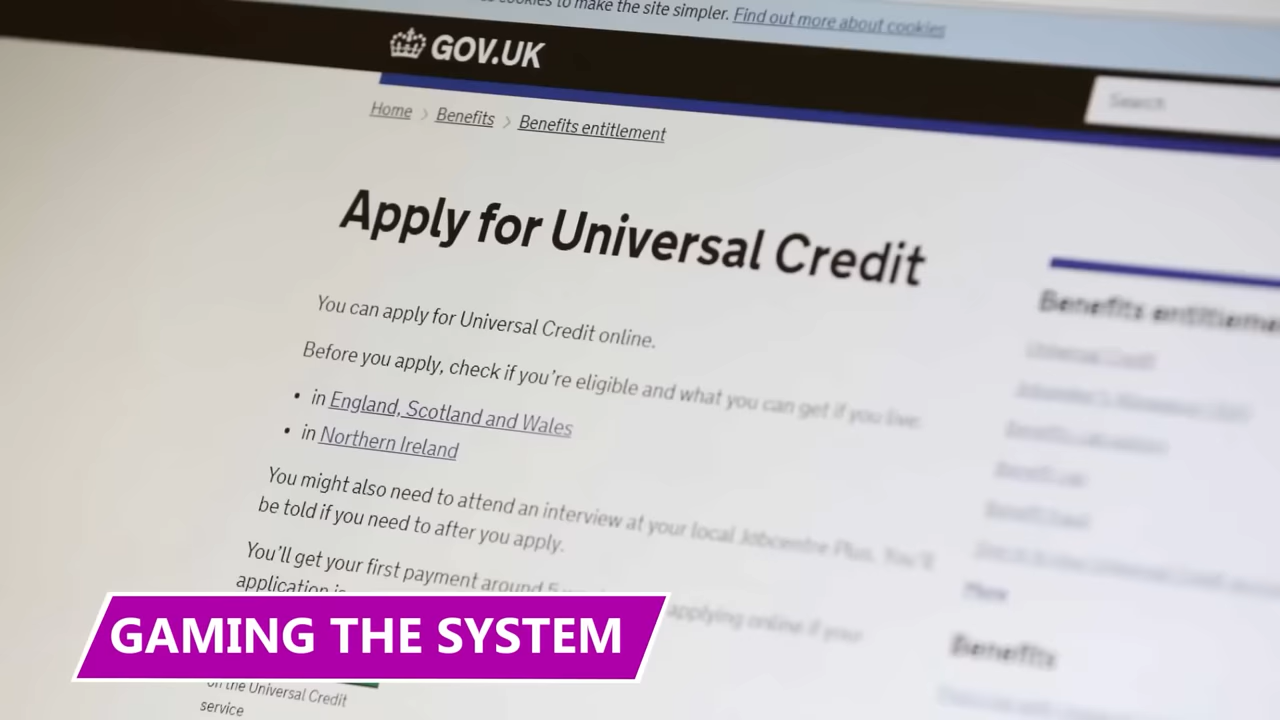 cookies to make the site simpler. Find out more about cookies
GOV.UK
Search
Home > Benefits > Benefits entitlement
Apply for Universal Credit
You can apply for Universal Credit online.
Before you apply, check if you're eligible and what you can get if you live:
• in England, Scotland and Wales
• in Northern Ireland
You might also need to attend an interview at your local Jobcentre Plus. You'll
be told if you need to after you apply.
You'll get your first payment around 5
applying online if your
application is
on the Universal Credit
service
Benefits
Universal Credit
More
Benefits
GAMING THE SYSTEM